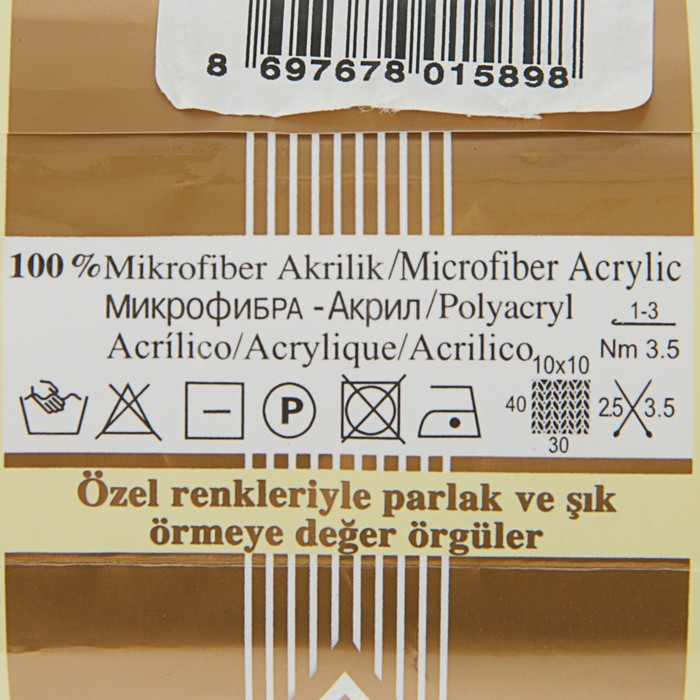 8 697678 015898
100 % Mikrofiber Akrilik/Microfiber Acrylic
МикрофибРА - Акрил/Polyacryl
Acrílico/Acrylique/Acrilico
1-3
Nm 3.5
10x10
40
30
2.5 3.5
P
Özel renkleriyle parlak ve şık
örmeye değer örgüler